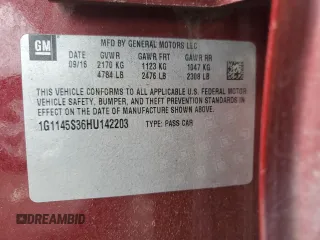 GM
MFD BY GENERAL MOTORS LLC
DATE GVWR GAWR FRT GAWR RR
09/16 2170 KG 1123 KG 1047 KG
4784 LB 2476 LB 2308 LB
THIS VEHICLE CONFORMS TO ALL APPLICABLE U.S. FEDERAL MOTOR
VEHICLE SAFETY, BUMPER, AND THEFT PREVENTION STANDARDS IN
EFFECT ON THE DATE OF MANUFACTURE SHOWN ABOVE.
1G1145S36HU142203 TYPE: PASS CAR
DREAMBID